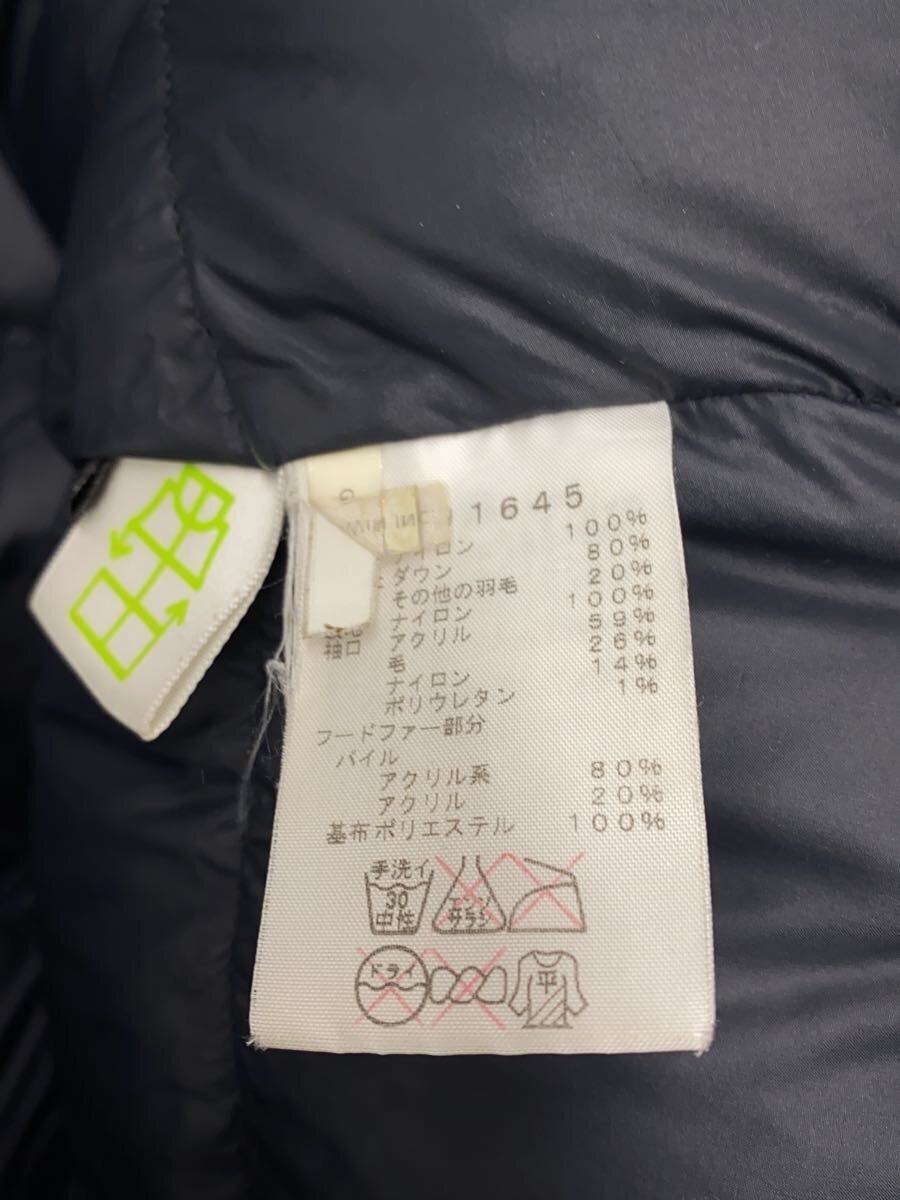 G
1645
イロン 100%
ダウン 80%
その他の羽毛 20%
ナイロン 100%
袖口 アクリル 59%
毛 26%
ナイロン 14%
ポリウレタン 1%
フードファー部分
パイル
アクリル系 80%
アクリル 20%
基布ポリエステル 100%
手洗イ
30
中性
エンソ
サラシ
ドライ
平